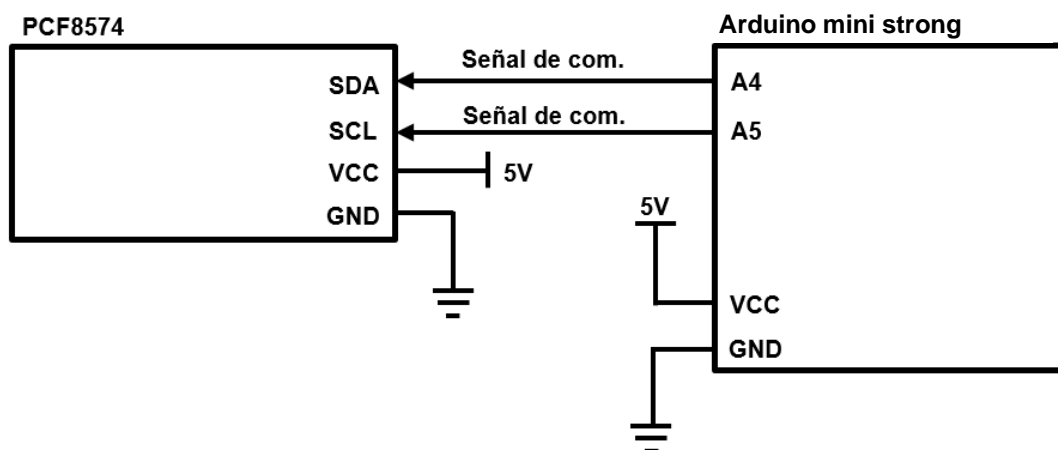 PCF8574
Arduino mini strong
SDA
Señal de com.
A4
SCL
Señal de com.
A5
VCC
5V
GND
5V
VCC
GND